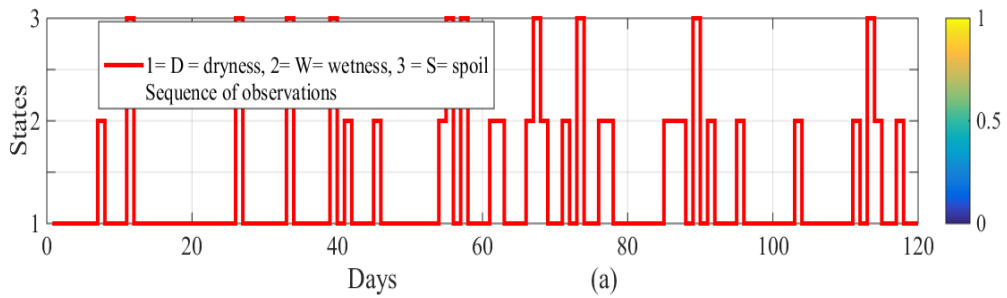 3
2
1
States
1= D = dryness, 2= W= wetness, 3 = S= spoil
Sequence of observations
0 20 40 60 80 100 120
Days (a)
1
0.5
0